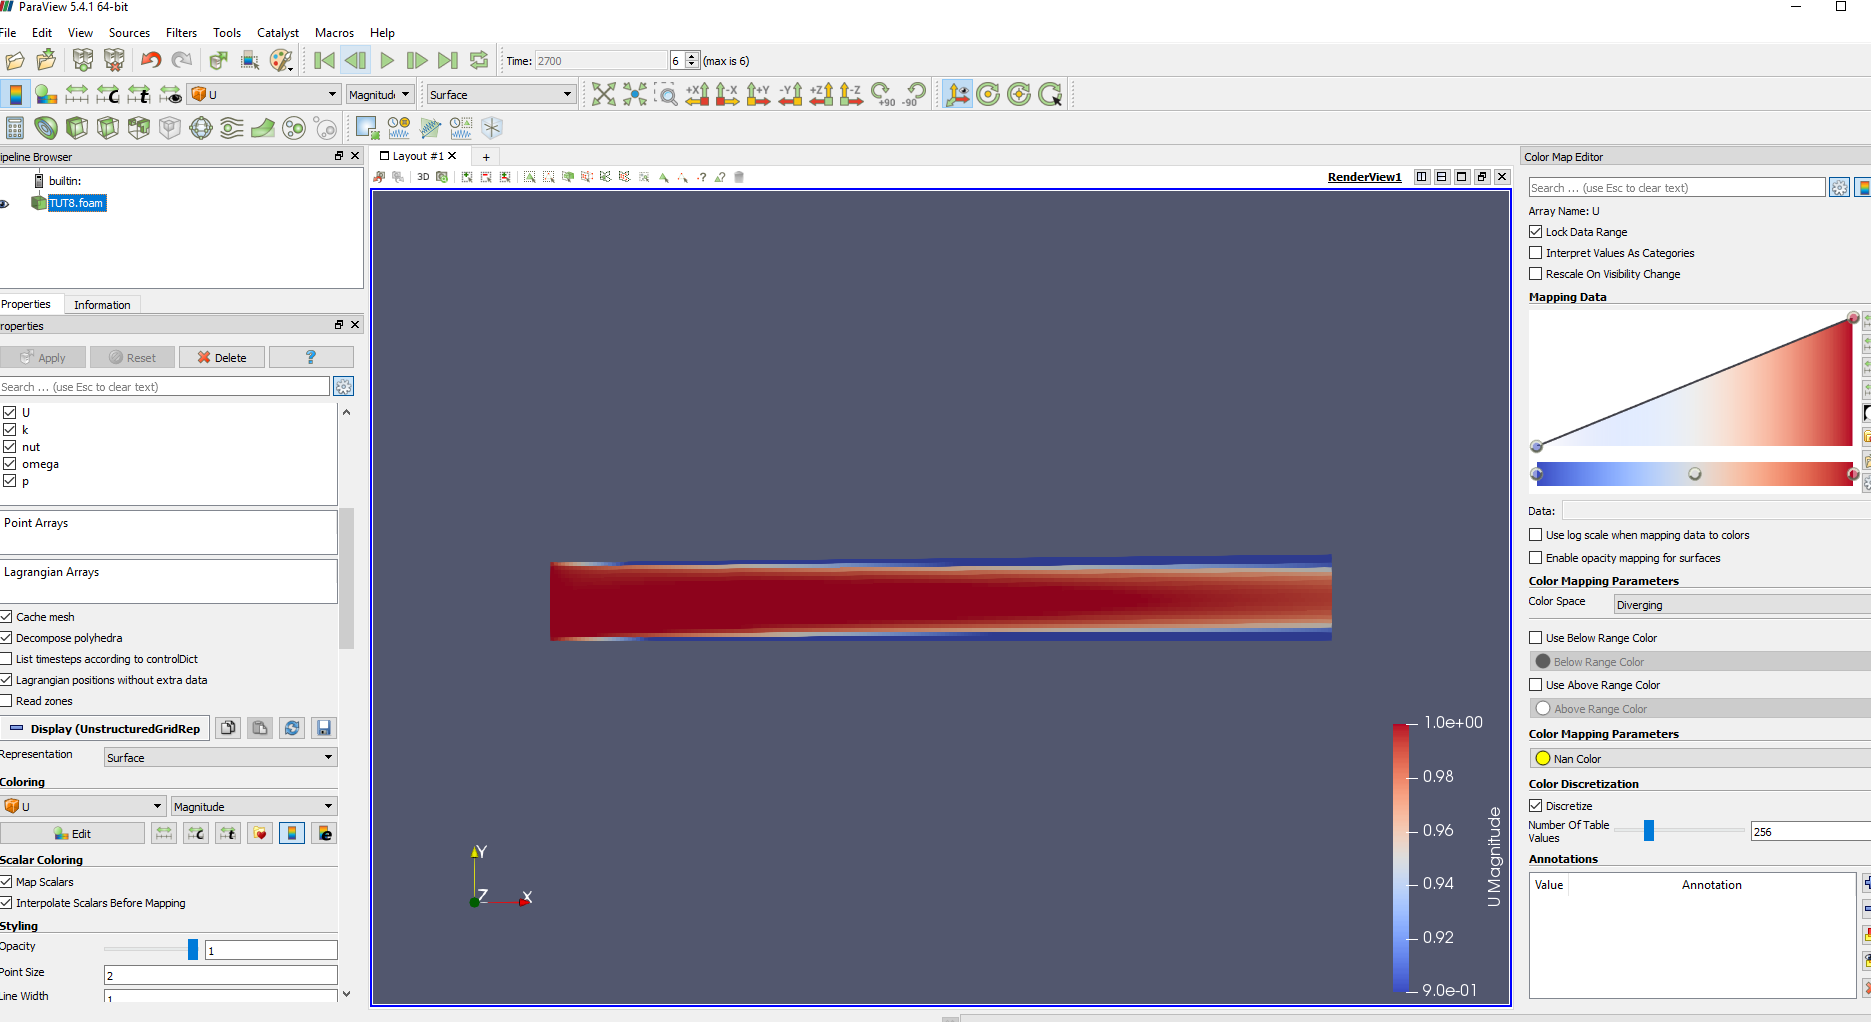 ParaView 5.4.1 64-bit
File Edit View Sources Filters Tools Catalyst Macros Help
Time: 2700 6 (max is 6)
U Magnitude Surface +X -X +Y -Y +Z -Z +90 -90
Pipeline Browser
builtin:
TUT8.foam
Properties Information
Properties
Apply Reset Delete ?
Search ... (use Esc to clear text)
U
k
nut
omega
p
Point Arrays
Lagrangian Arrays
Cache mesh
Decompose polyhedra
List timesteps according to controlDict
Lagrangian positions without extra data
Read zones
Display (UnstructuredGridRep
Representation Surface
Coloring
U Magnitude
Edit
Scalar Coloring
Map Scalars
Interpolate Scalars Before Mapping
Styling
Opacity 1
Point Size 2
Line Width 1
Layout #1 +
3D RenderView1
Y
Z X
1.0e+00
0.98
0.96
0.94
0.92
9.0e-01
U Magnitude
Color Map Editor
Search ... (use Esc to clear text)
Array Name: U
Lock Data Range
Interpret Values As Categories
Rescale On Visibility Change
Mapping Data
Data:
Use log scale when mapping data to colors
Enable opacity mapping for surfaces
Color Mapping Parameters
Color Space Diverging
Use Below Range Color
Below Range Color
Use Above Range Color
Above Range Color
Color Mapping Parameters
Nan Color
Color Discretization
Discretize
Number Of Table
Values 256
Annotations
Value Annotation